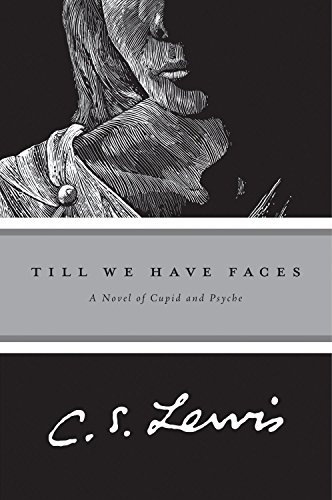 TILL WE HAVE FACES
A Novel of Cupid and Psyche
C. S. Lewis